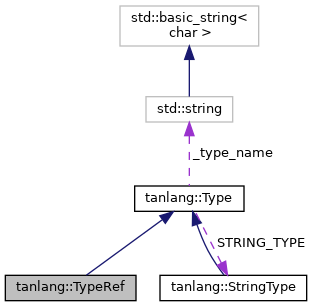 std::basic_string<
char >
std::string
_type_name
tanlang::Type
STRING_TYPE
tanlang::TypeRef
tanlang::StringType